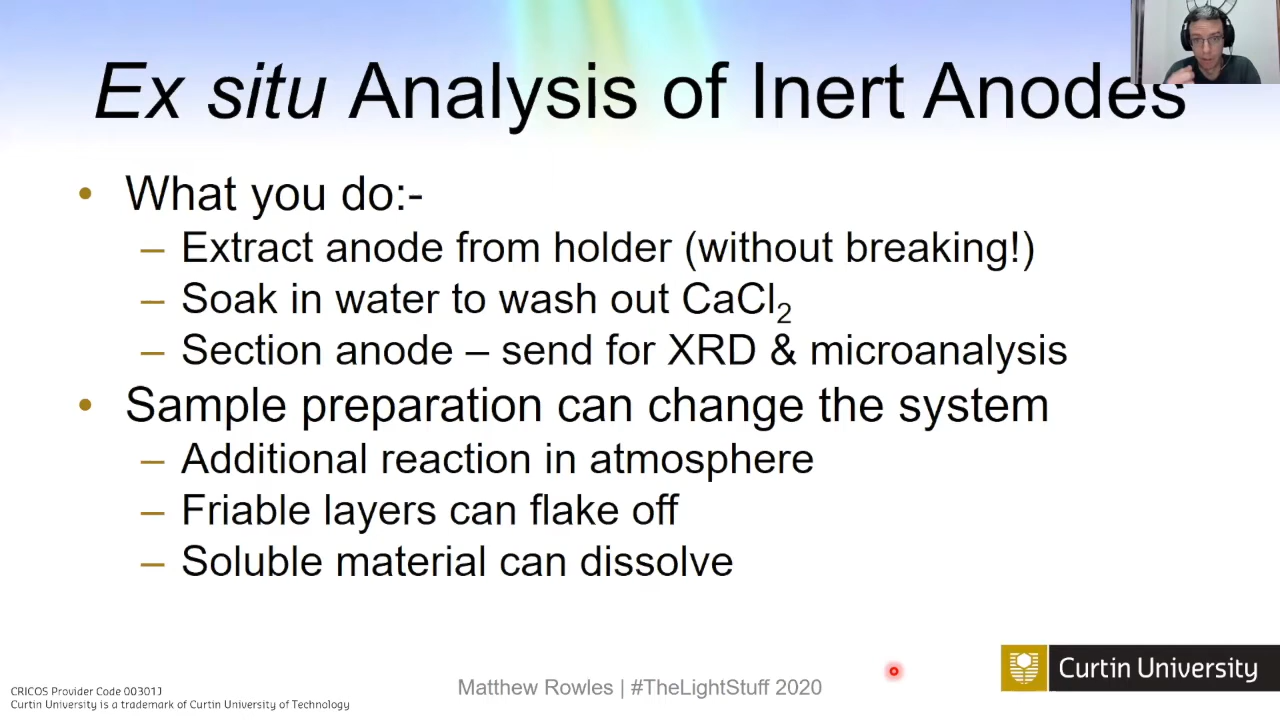 Ex situ Analysis of Inert Anodes
• What you do:-
– Extract anode from holder (without breaking!)
– Soak in water to wash out CaCl₂
– Section anode – send for XRD & microanalysis
• Sample preparation can change the system
– Additional reaction in atmosphere
– Friable layers can flake off
– Soluble material can dissolve
CRICOS Provider Code 00301J
Curtin University is a trademark of Curtin University of Technology
Matthew Rowles | #TheLightStuff 2020
Curtin University